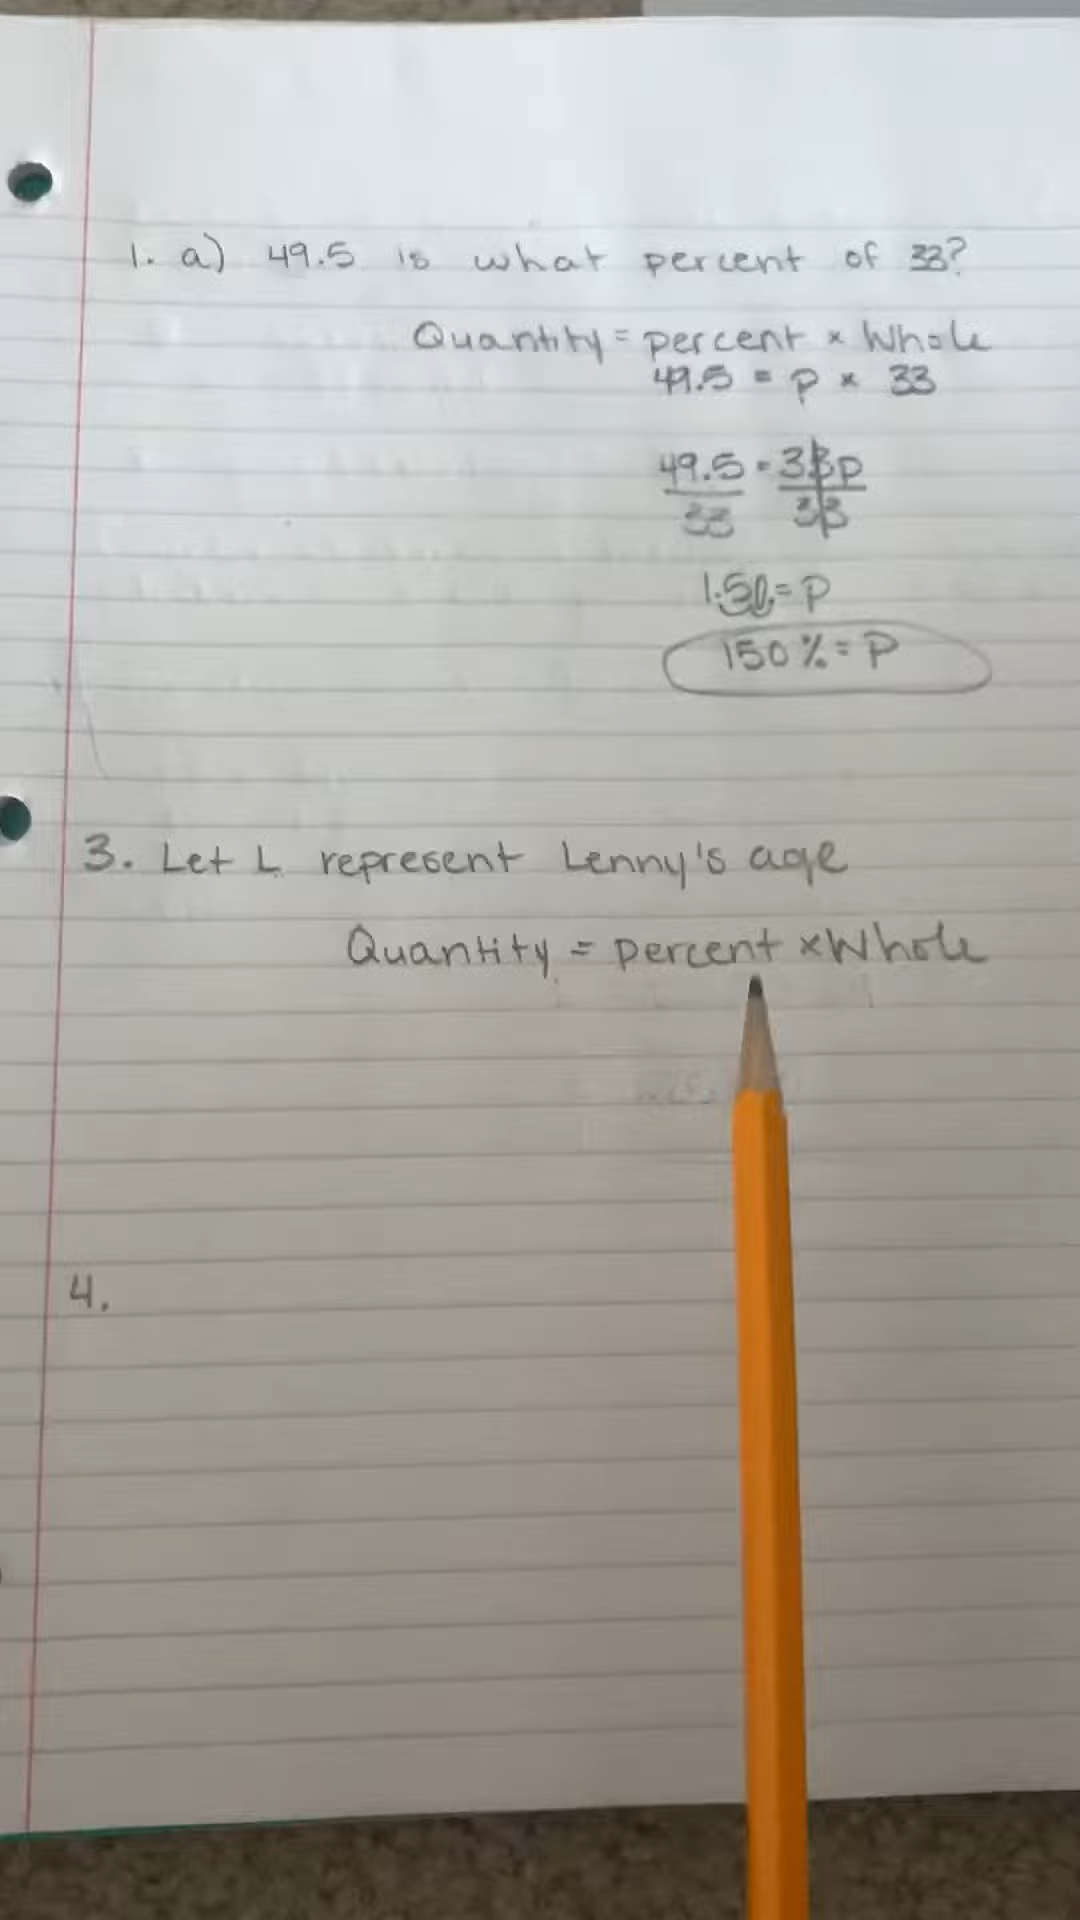 1. a) 49.5 is what percent of 33?
Quantity = percent × Whole
49.5 = p × 33
49.5 = 33p
33 33
1.50 = P
150% = P
3. Let L represent Lenny's age
Quantity = percent × Whole
4.